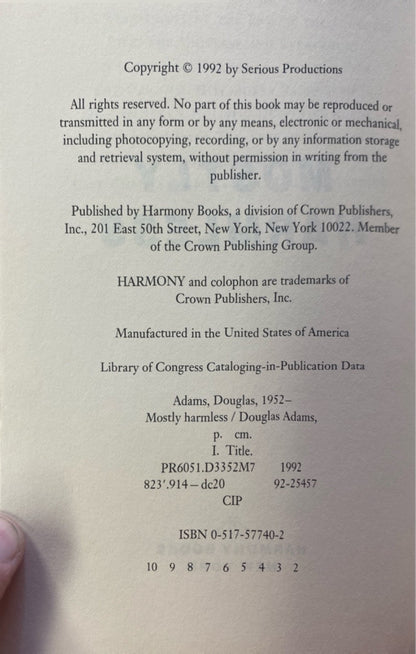 Copyright © 1992 by Serious Productions
All rights reserved. No part of this book may be reproduced or
transmitted in any form or by any means, electronic or mechanical,
including photocopying, recording, or by any information storage
and retrieval system, without permission in writing from the
publisher.
Published by Harmony Books, a division of Crown Publishers,
Inc., 201 East 50th Street, New York, New York 10022. Member
of the Crown Publishing Group.
HARMONY and colophon are trademarks of
Crown Publishers, Inc.
Manufactured in the United States of America
Library of Congress Cataloging-in-Publication Data
Adams, Douglas, 1952–
Mostly harmless / Douglas Adams,
p. cm.
I. Title.
PR6051.D3352M7 1992
823'.914–dc20 92-25457
CIP
ISBN 0-517-57740-2
10 9 8 7 6 5 4 3 2